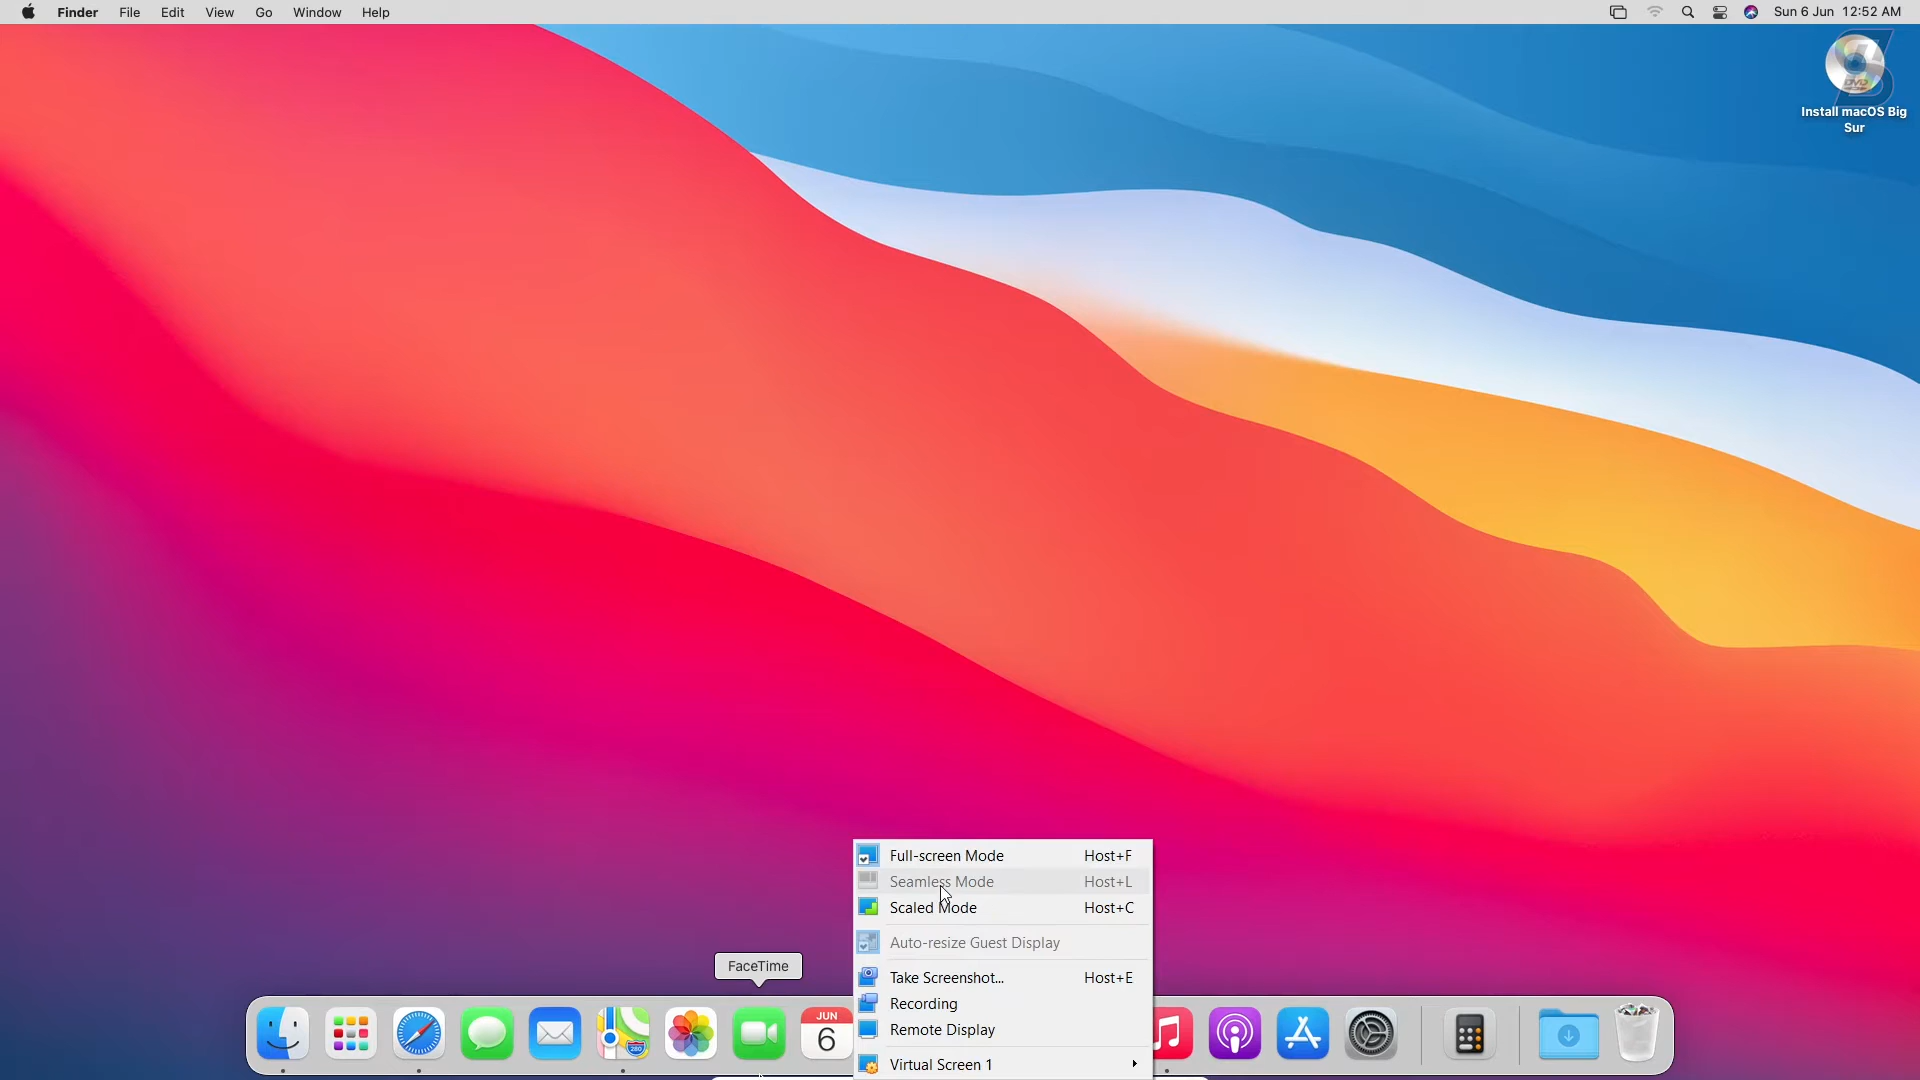 Finder File Edit View Go Window Help Sun 6 Jun 12:52 AM
DVD
Install macOS Big
Sur
Full-screen Mode Host+F
Seamless Mode Host+L
Scaled Mode Host+C
Auto-resize Guest Display
Take Screenshot... Host+E
Recording
Remote Display
Virtual Screen 1
FaceTime
280
JUN
6